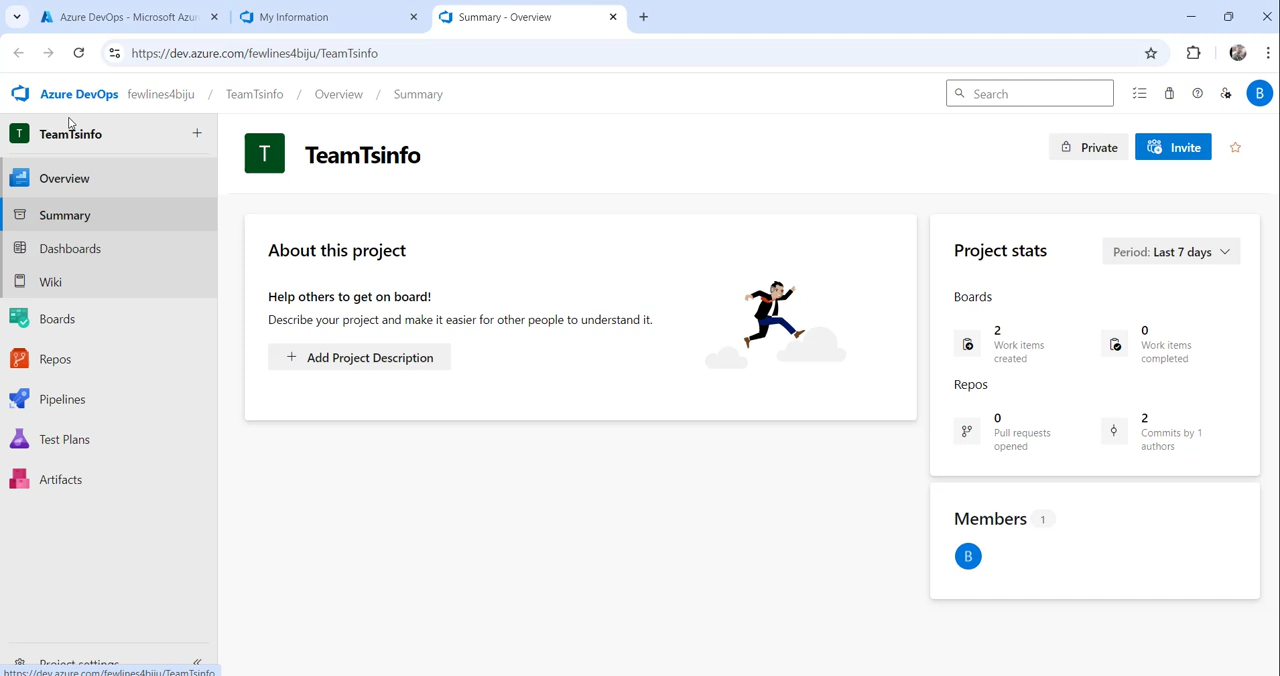 Azure DevOps - Microsoft Azur
My Information
Summary - Overview
https://dev.azure.com/fewlines4biju/TeamTsinfo
Azure DevOps fewlines4biju / TeamTsinfo / Overview / Summary
Search
B
T TeamTsinfo
Overview
Summary
Dashboards
Wiki
Boards
Repos
Pipelines
Test Plans
Artifacts
Project settings
https://dev.azure.com/fewlines4biju/TeamTsinfo
T TeamTsinfo
Private
Invite
About this project
Help others to get on board!
Describe your project and make it easier for other people to understand it.
Add Project Description
Project stats
Period: Last 7 days
Boards
2
Work items
created
0
Work items
completed
Repos
0
Pull requests
opened
2
Commits by 1
authors
Members 1
B